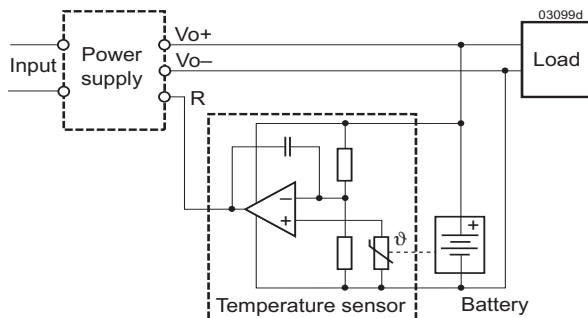 03099d
Vo+
Power
supply
Input
Load
Vo–
R
–
+
ϑ
+
Temperature sensor
Battery